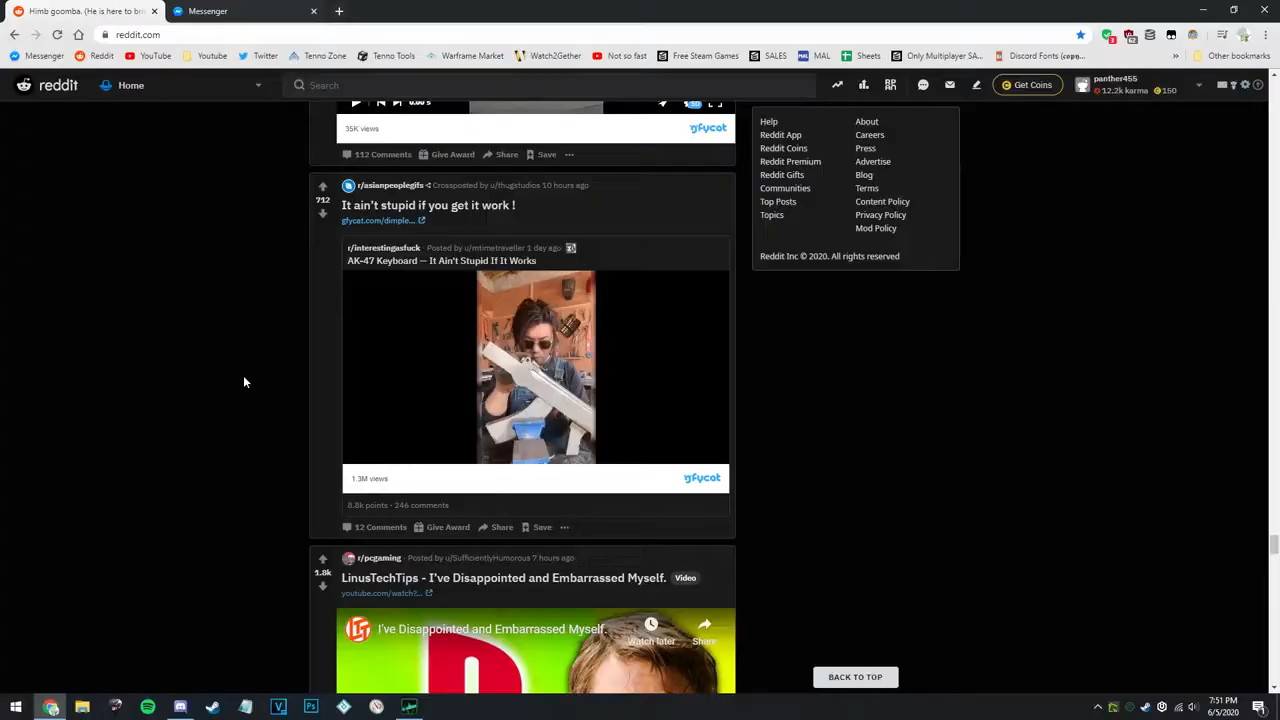 Himb goomba. (He is here to bri
Messenger
reddit.com
Messenger
Reddit
YouTube
Youtube
Twitter
Tenno Zone
Tenno Tools
Warframe Market
Watch2Gether
Not so fast
Free Steam Games
SALES
MAL
Sheets
Only Multiplayer SA...
Discord Fonts (copy...
»
Other bookmarks
reddit
Home
Search
Get Coins
panther455
12.2k karma
150
0.00 s
35K views
gfycat
112 Comments
Give Award
Share
Save
Help
Reddit App
Reddit Coins
Reddit Premium
Reddit Gifts
Communities
Top Posts
Topics
About
Careers
Press
Advertise
Blog
Terms
Content Policy
Privacy Policy
Mod Policy
Reddit Inc © 2020. All rights reserved
712
r/asianpeoplegifs
Crossposted by u/thugstudios 10 hours ago
It ain't stupid if you get it work !
gfycat.com/dimple...
r/interestingasfuck · Posted by u/mtimetraveller 1 day ago
AK-47 Keyboard — It Ain't Stupid If It Works
1.3M views
gfycat
8.8k points · 246 comments
12 Comments
Give Award
Share
Save
1.8k
r/pcgaming · Posted by u/SufficientlyHumorous 7 hours ago
LinusTechTips - I've Disappointed and Embarrassed Myself.
Video
youtube.com/watch?...
I've Disappointed and Embarrassed Myself.
Watch later
Share
BACK TO TOP
7:51 PM
6/5/2020